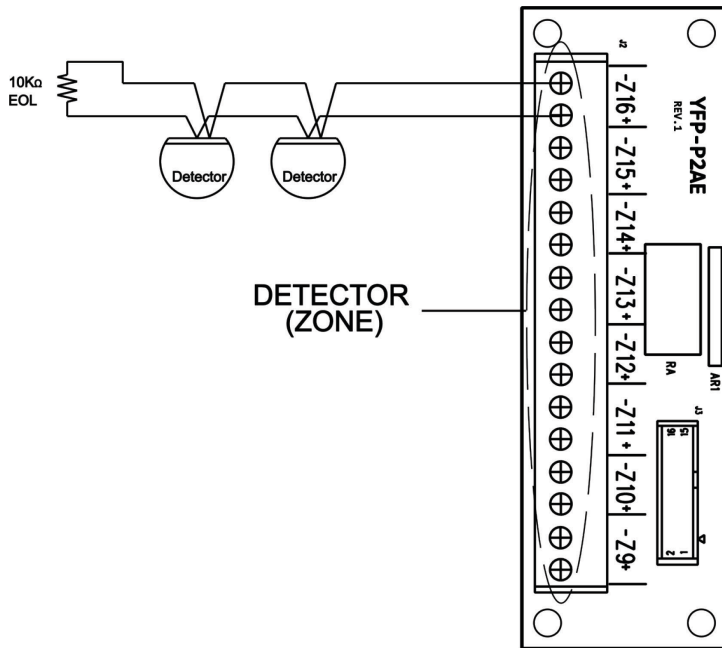 10KΩ
EOL
Detector
Detector
DETECTOR
(ZONE)
J2
-Z16+
-Z15+
-Z14+
-Z13+
-Z12+
-Z11+
-Z10+
-Z9+
YFP-P2AE
REV.1
RA
AR1
J3
16 15
2 1